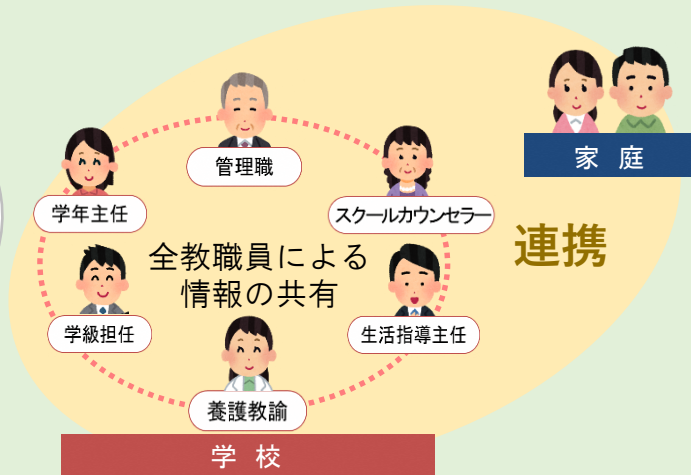 管理職
家 庭
学年主任
スクールカウンセラー
連携
全教職員による
情報の共有
学級担任
生活指導主任
養護教諭
学 校